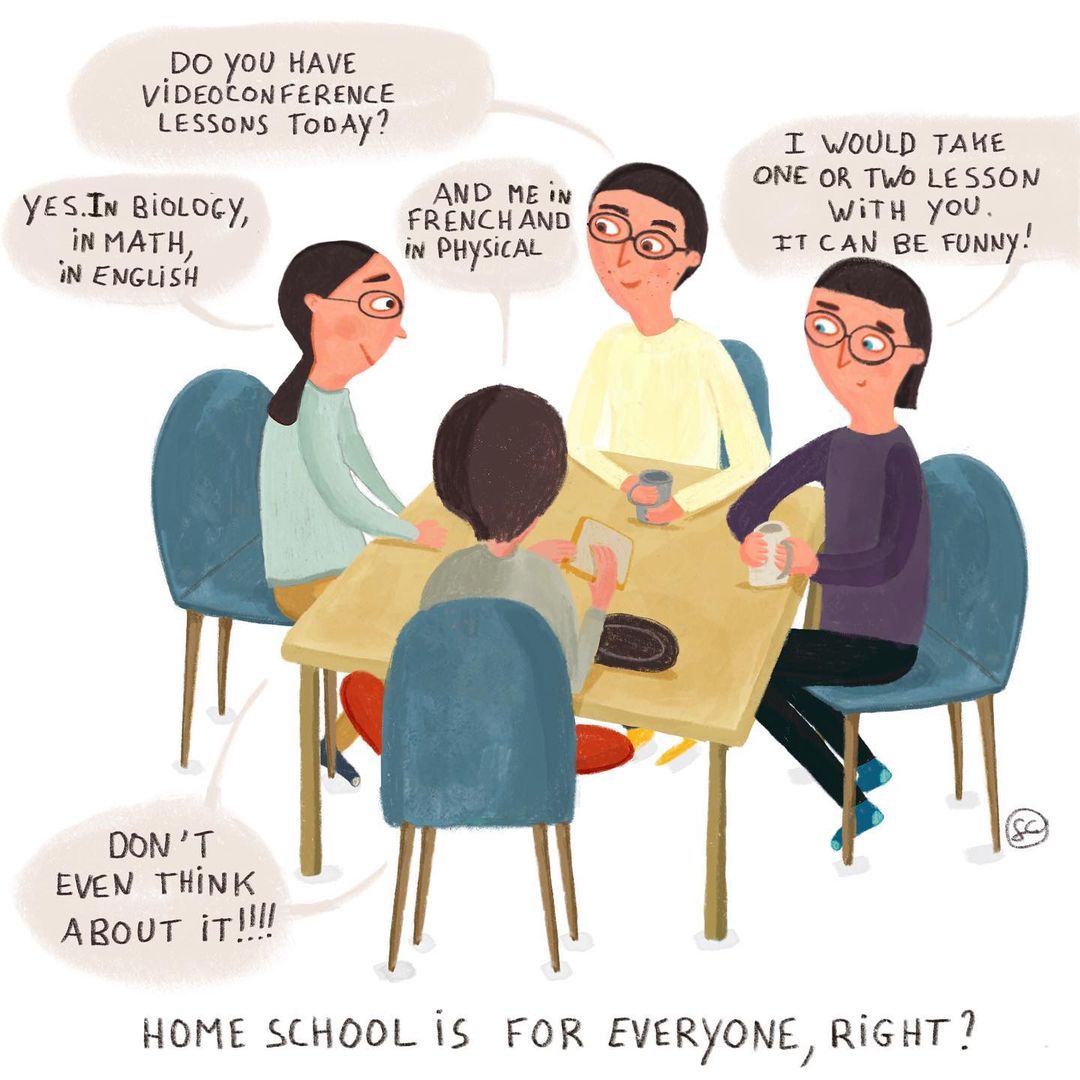 DO YOU HAVE
VIDEOCONFERENCE
LESSONS TODAY?
YES.IN BIOLOGY,
IN MATH,
IN ENGLISH
AND ME IN
FRENCH AND
IN PHYSICAL
I WOULD TAKE
ONE OR TWO LESSON
WITH YOU.
IT CAN BE FUNNY!
DON'T
EVEN THINK
ABOUT IT!!!!
SC
HOME SCHOOL IS FOR EVERYONE, RIGHT?